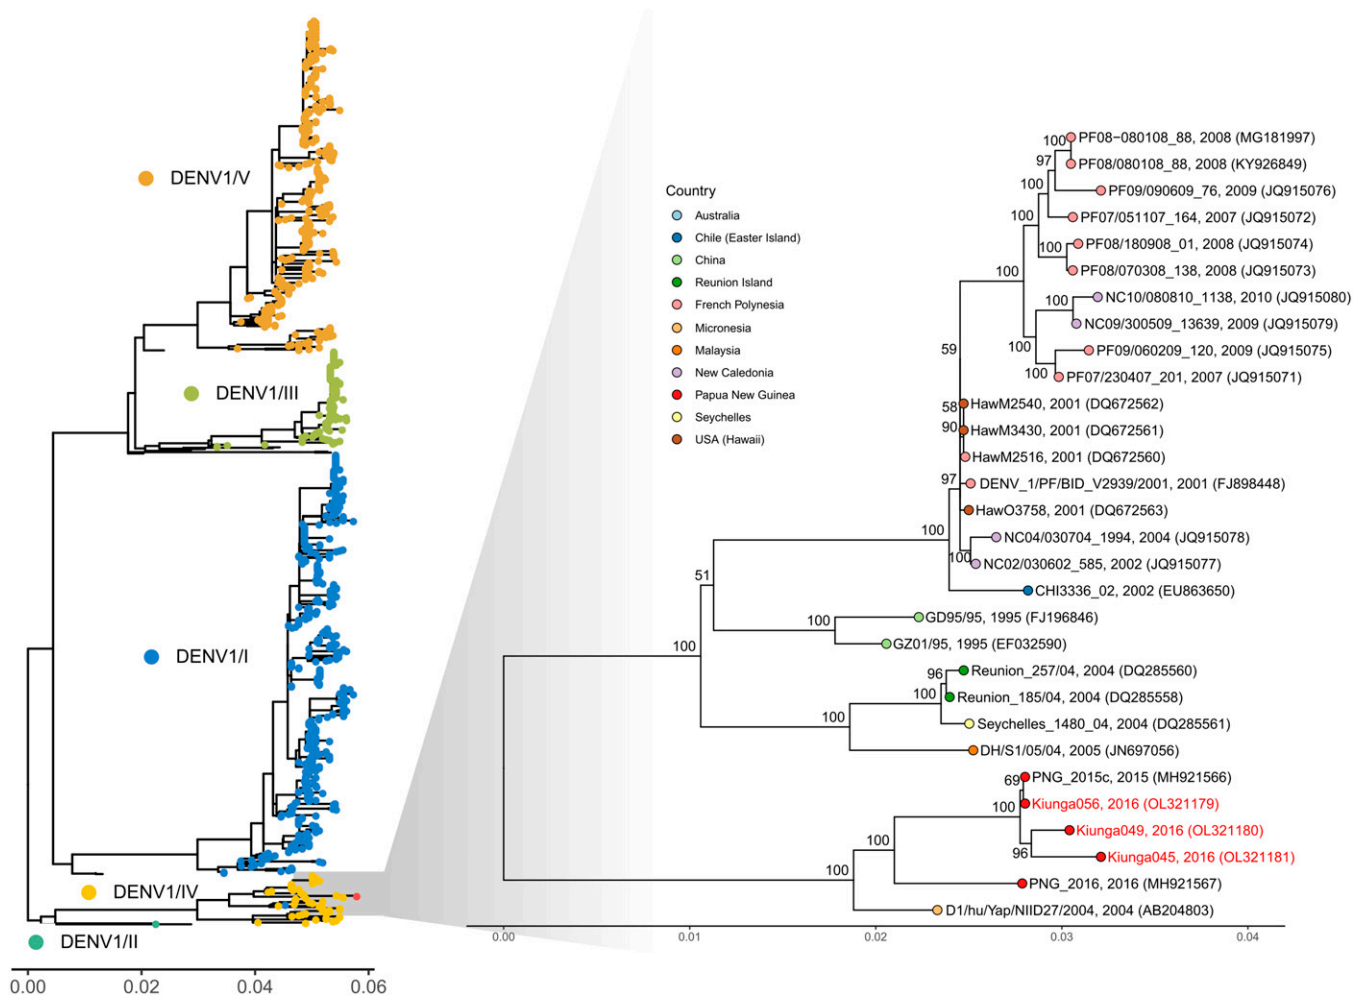 DENV1/V
DENV1/III
DENV1/I
DENV1/IV
DENV1/II
0.00 0.02 0.04 0.06
Country
Australia
Chile (Easter Island)
China
Reunion Island
French Polynesia
Micronesia
Malaysia
New Caledonia
Papua New Guinea
Seychelles
USA (Hawaii)
100 PF08−080108_88, 2008 (MG181997)
97 PF08/080108_88, 2008 (KY926849)
100 PF09/090609_76, 2009 (JQ915076)
100 PF07/051107_164, 2007 (JQ915072)
100 PF08/180908_01, 2008 (JQ915074)
100 PF08/070308_138, 2008 (JQ915073)
100 NC10/080810_1138, 2010 (JQ915080)
NC09/300509_13639, 2009 (JQ915079)
59 100 PF09/060209_120, 2009 (JQ915075)
100 PF07/230407_201, 2007 (JQ915071)
58 HawM2540, 2001 (DQ672562)
90 HawM3430, 2001 (DQ672561)
HawM2516, 2001 (DQ672560)
97 DENV_1/PF/BID_V2939/2001, 2001 (FJ898448)
HawO3758, 2001 (DQ672563)
100 NC04/030704_1994, 2004 (JQ915078)
100 NC02/030602_585, 2002 (JQ915077)
51 CHI3336_02, 2002 (EU863650)
100 GD95/95, 1995 (FJ196846)
100 GZ01/95, 1995 (EF032590)
96 Reunion_257/04, 2004 (DQ285560)
100 Reunion_185/04, 2004 (DQ285558)
100 Seychelles_1480_04, 2004 (DQ285561)
DH/S1/05/04, 2005 (JN697056)
69 PNG_2015c, 2015 (MH921566)
100 Kiunga056, 2016 (OL321179)
100 Kiunga049, 2016 (OL321180)
96 Kiunga045, 2016 (OL321181)
100 PNG_2016, 2016 (MH921567)
D1/hu/Yap/NIID27/2004, 2004 (AB204803)
0.00 0.01 0.02 0.03 0.04